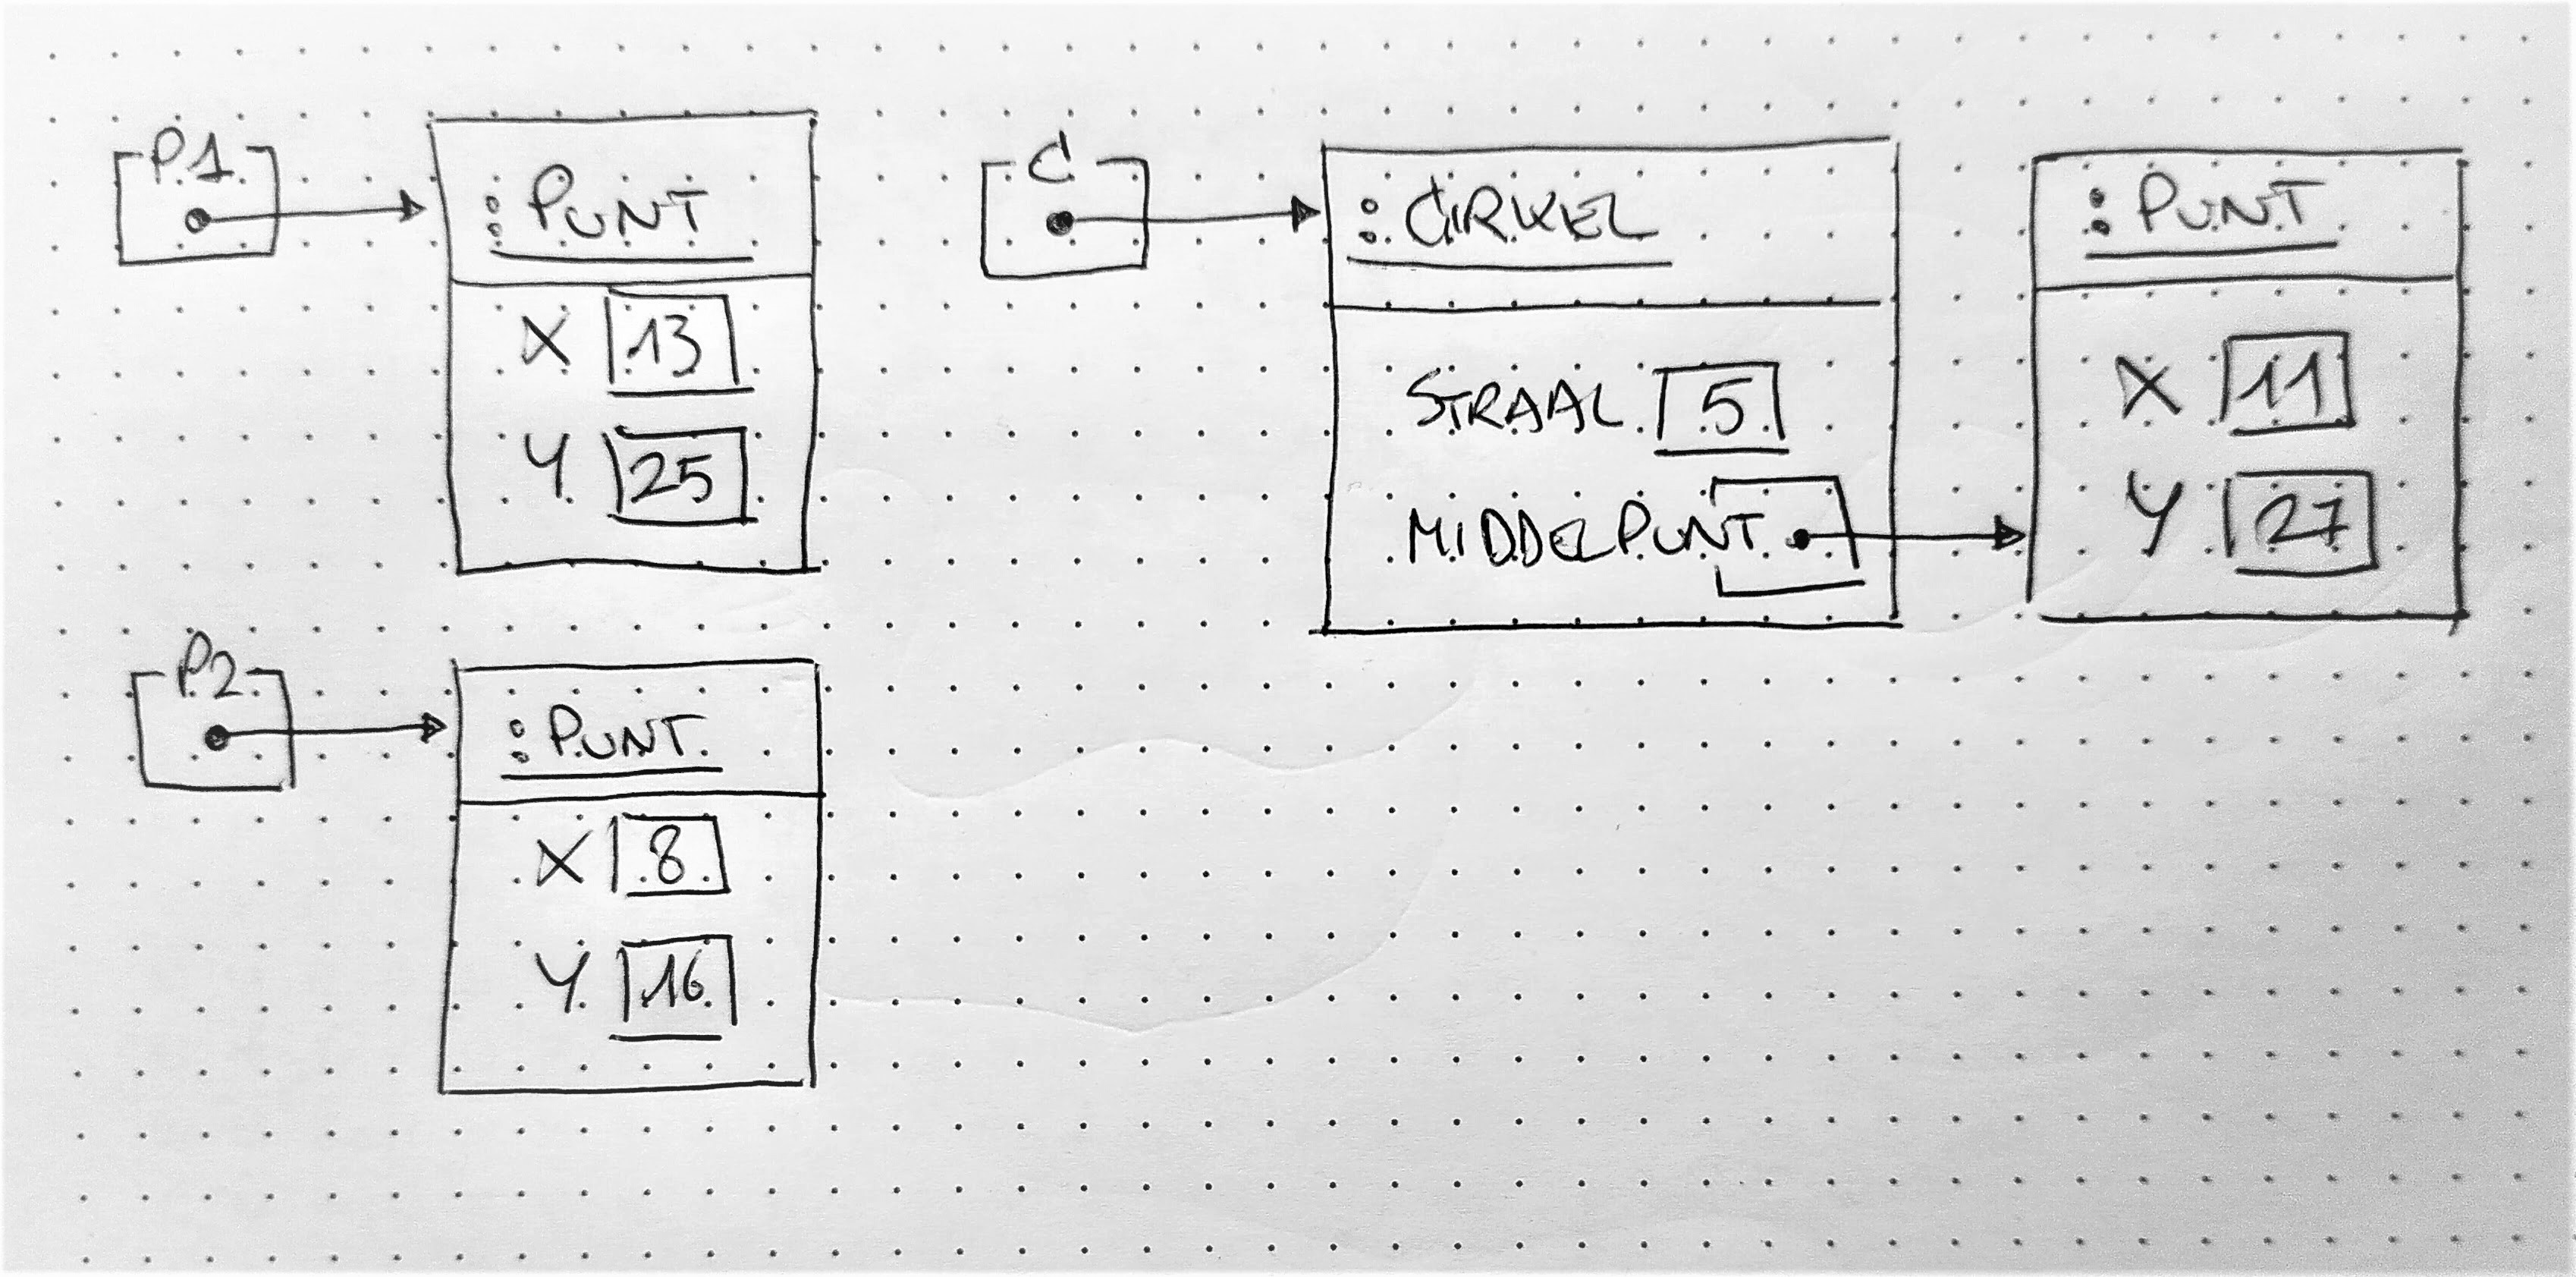 P1
: PUNT
X 13
Y 25
C
: CIRKEL
STRAAL 5
MIDDELPUNT
: PUNT
X 11
Y 27
P2
: PUNT
X 8
Y 16